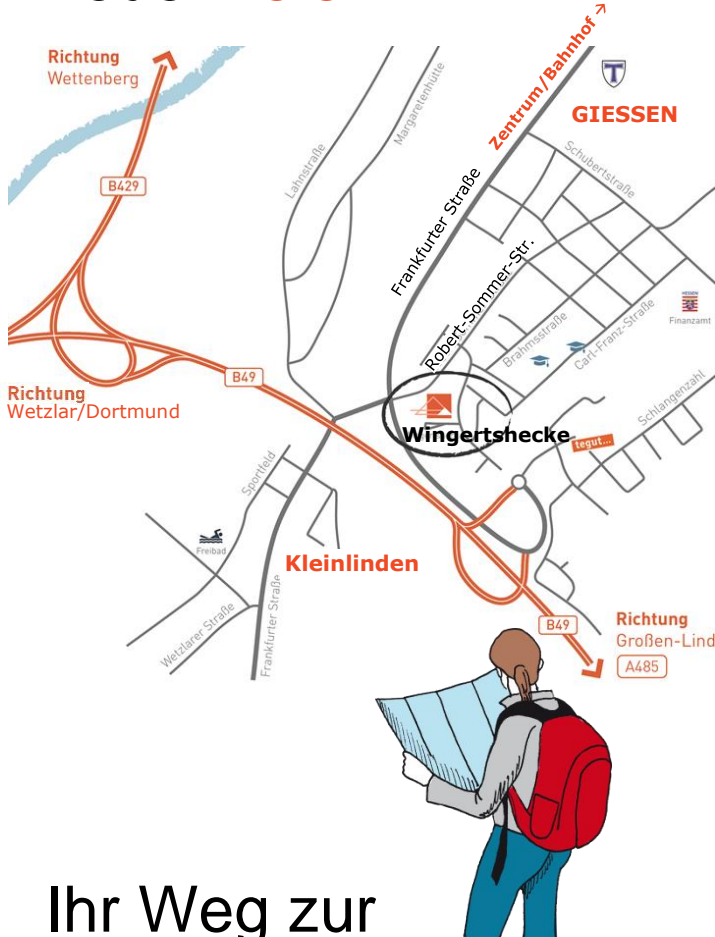 Zentrum/Bahnhof
Richtung
Wettenberg
GIESSEN
Margaretenhütte
Schubertstraße
Lahnstraße
B429
Frankfurter Straße
Robert-Sommer-Str.
HESSEN
Finanzamt
Brahmsstraße
Carl-Franz-Straße
B49
Richtung
Wetzlar/Dortmund
Schlangenzahl
Wingertshecke
tegut...
Sportfeld
Freibad
Kleinlinden
Wetzlarer Straße
Frankfurter Straße
B49
Richtung
Großen-Lind
A485
Ihr Weg zur